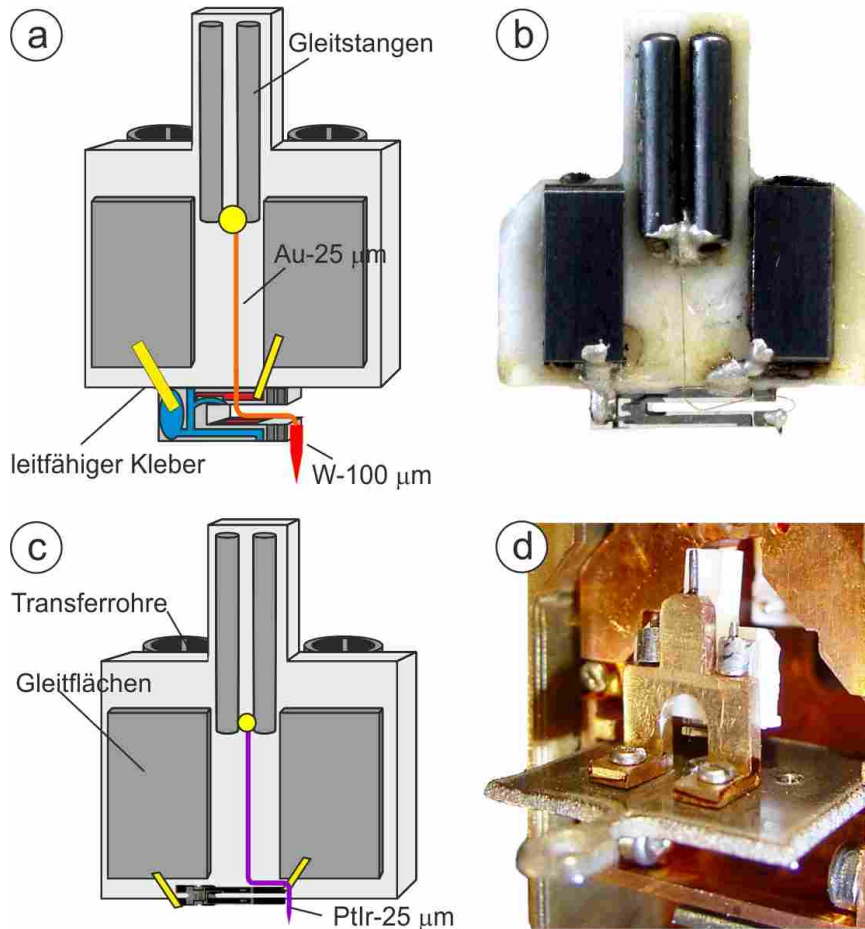 a
Gleitstangen
Au-25 μm
leitfähiger Kleber
W-100 μm
b
c
Transferrohre
Gleitflächen
PtIr-25 μm
d